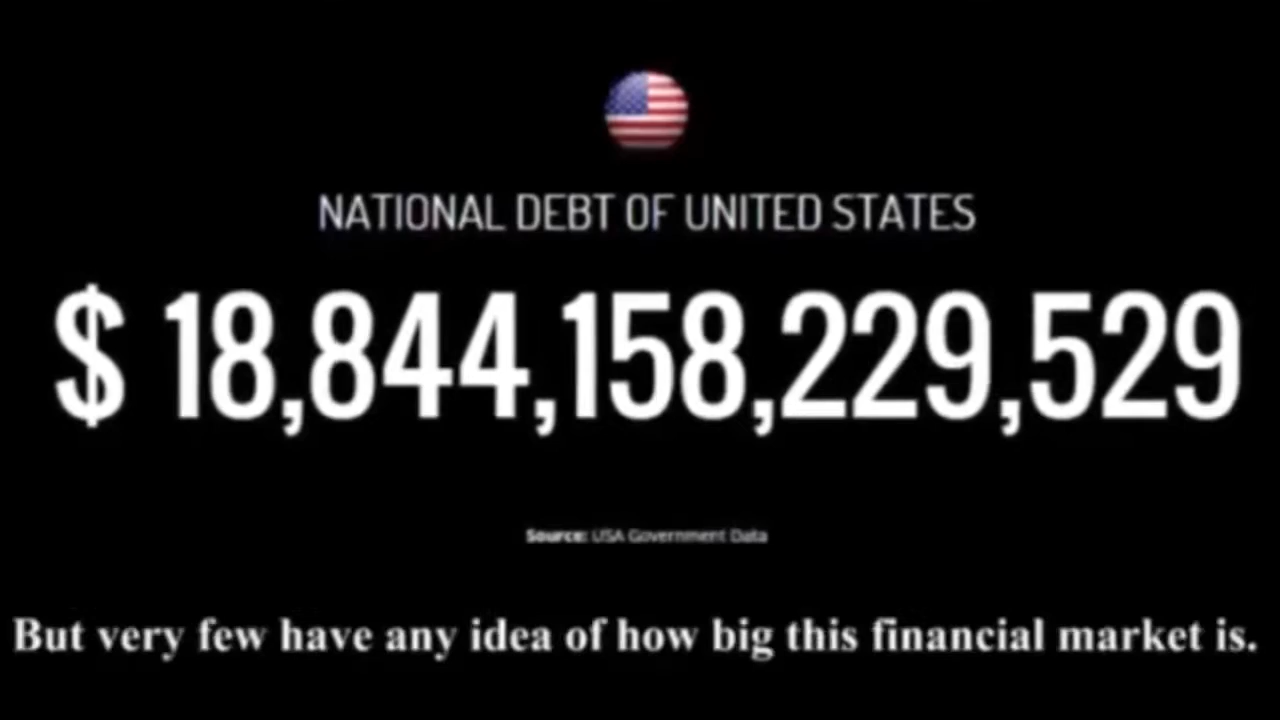 NATIONAL DEBT OF UNITED STATES
$ 18,844,158,229,529
Source: USA Government Data
But very few have any idea of how big this financial market is.